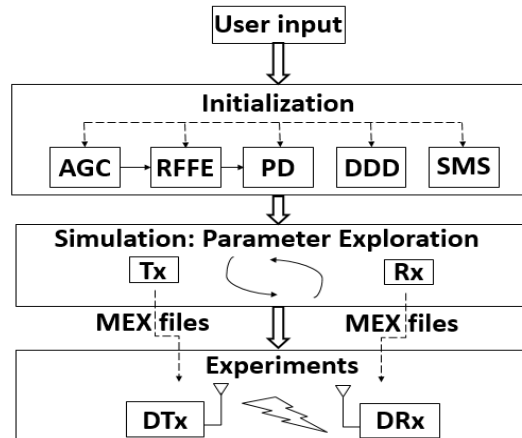 User input
Initialization
AGC RFFE PD DDD SMS
Simulation: Parameter Exploration
Tx Rx
MEX files MEX files
Experiments
DTx DRx